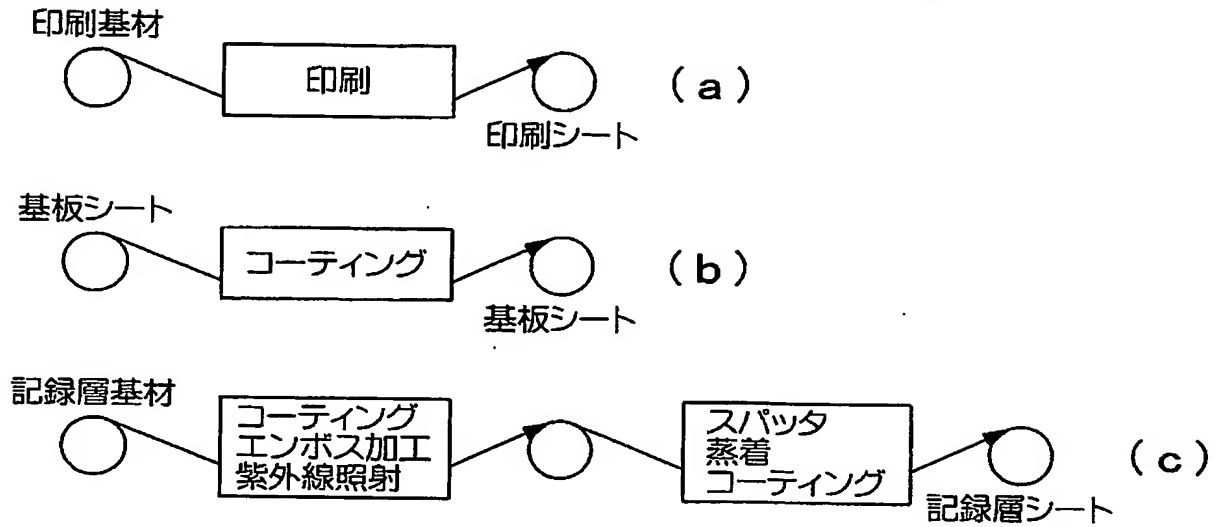 印刷基材
印刷
(a)
印刷シート
基板シート
コーティング
(b)
基板シート
記録層基材
コーティング
エンボス加工
紫外線照射
スパッタ
蒸着
コーティング
(c)
記録層シート